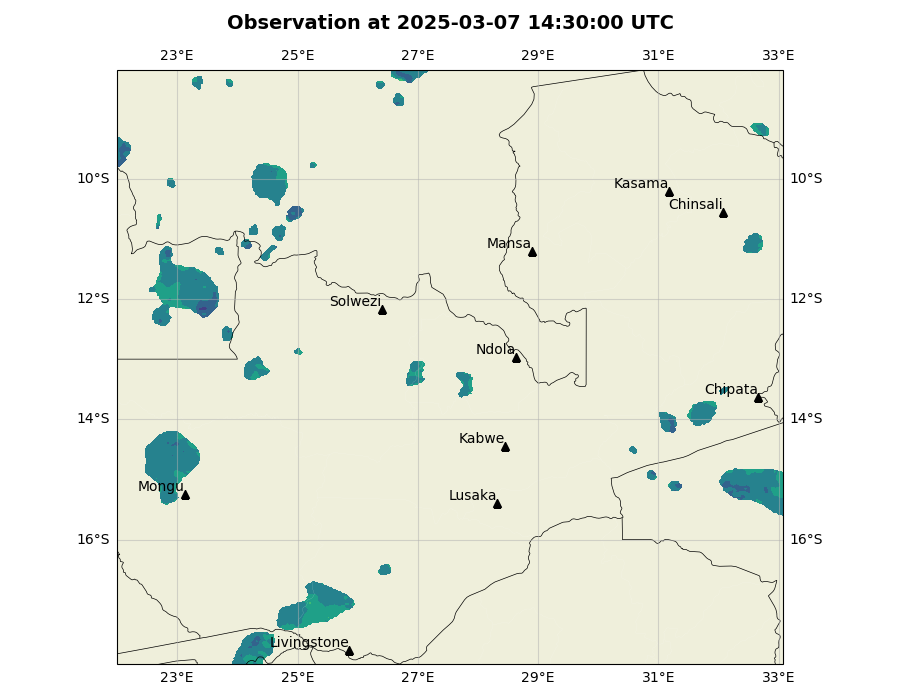 Observation at 2025-03-07 14:30:00 UTC
23°E 25°E 27°E 29°E 31°E 33°E
10°S 10°S
Kasama
Chinsali
Mansa
12°S 12°S
Solwezi
Ndola
Chipata
14°S 14°S
Kabwe
Mongu
Lusaka
16°S 16°S
Livingstone
23°E 25°E 27°E 29°E 31°E 33°E